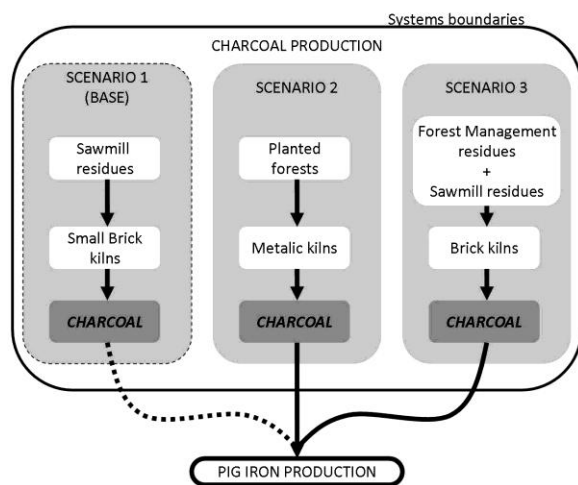 Systems boundaries
CHARCOAL PRODUCTION
SCENARIO 1
(BASE)
Sawmill
residues
Small Brick
kilns
CHARCOAL
SCENARIO 2
Planted
forests
Metalic kilns
CHARCOAL
SCENARIO 3
Forest Management
residues
+
Sawmill residues
Brick kilns
CHARCOAL
PIG IRON PRODUCTION